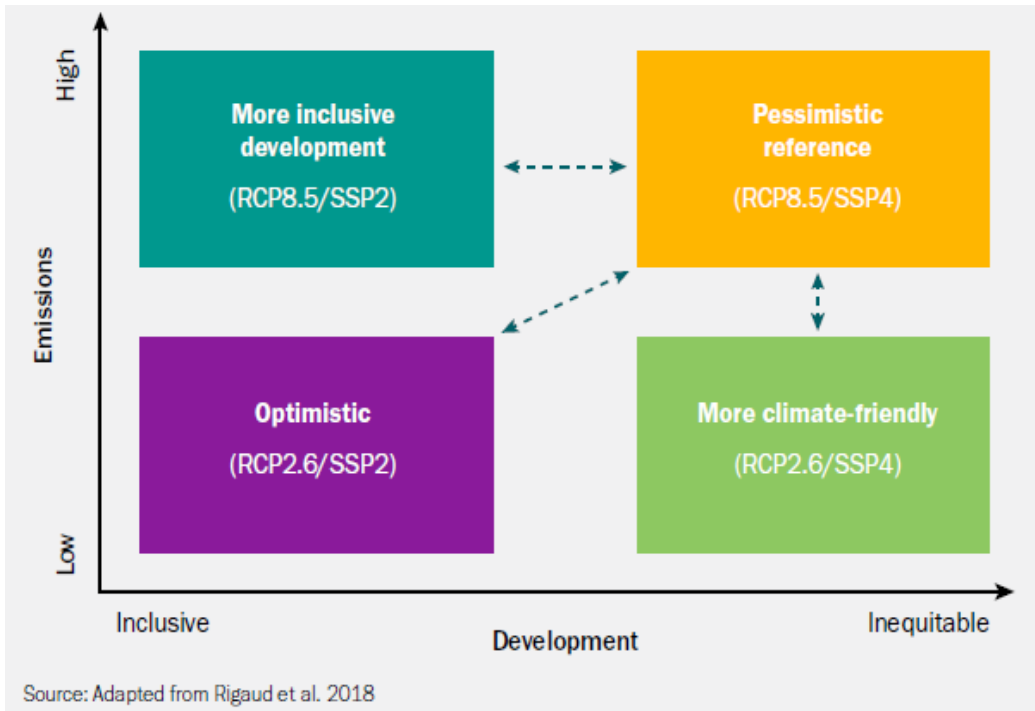 High
More inclusive
development
(RCP8.5/SSP2)
Pessimistic
reference
(RCP8.5/SSP4)
Emissions
Optimistic
(RCP2.6/SSP2)
More climate-friendly
(RCP2.6/SSP4)
Low
Inclusive
Development
Inequitable
Source: Adapted from Rigaud et al. 2018